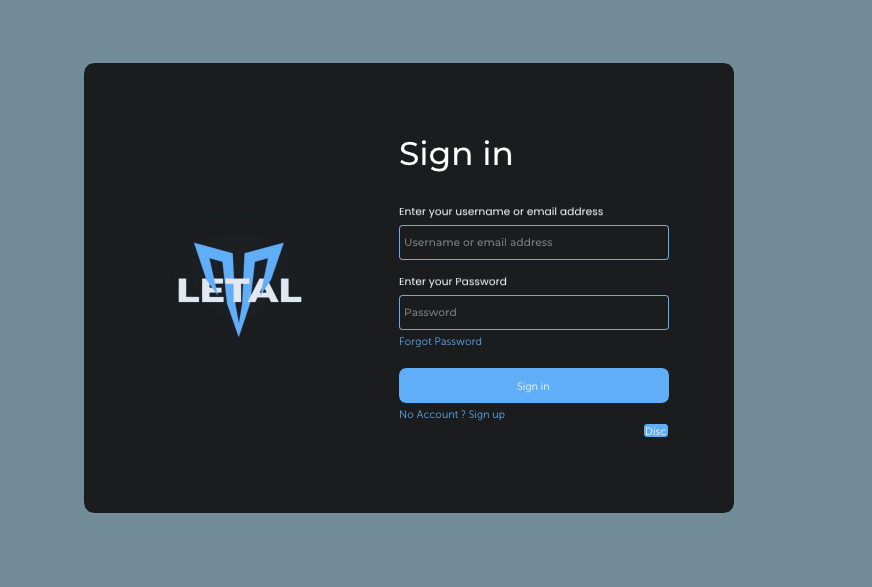 Sign in
Enter your username or email address
Username or email address
LETAL
Enter your Password
Password
Forgot Password
Sign in
No Account ? Sign up
Disc